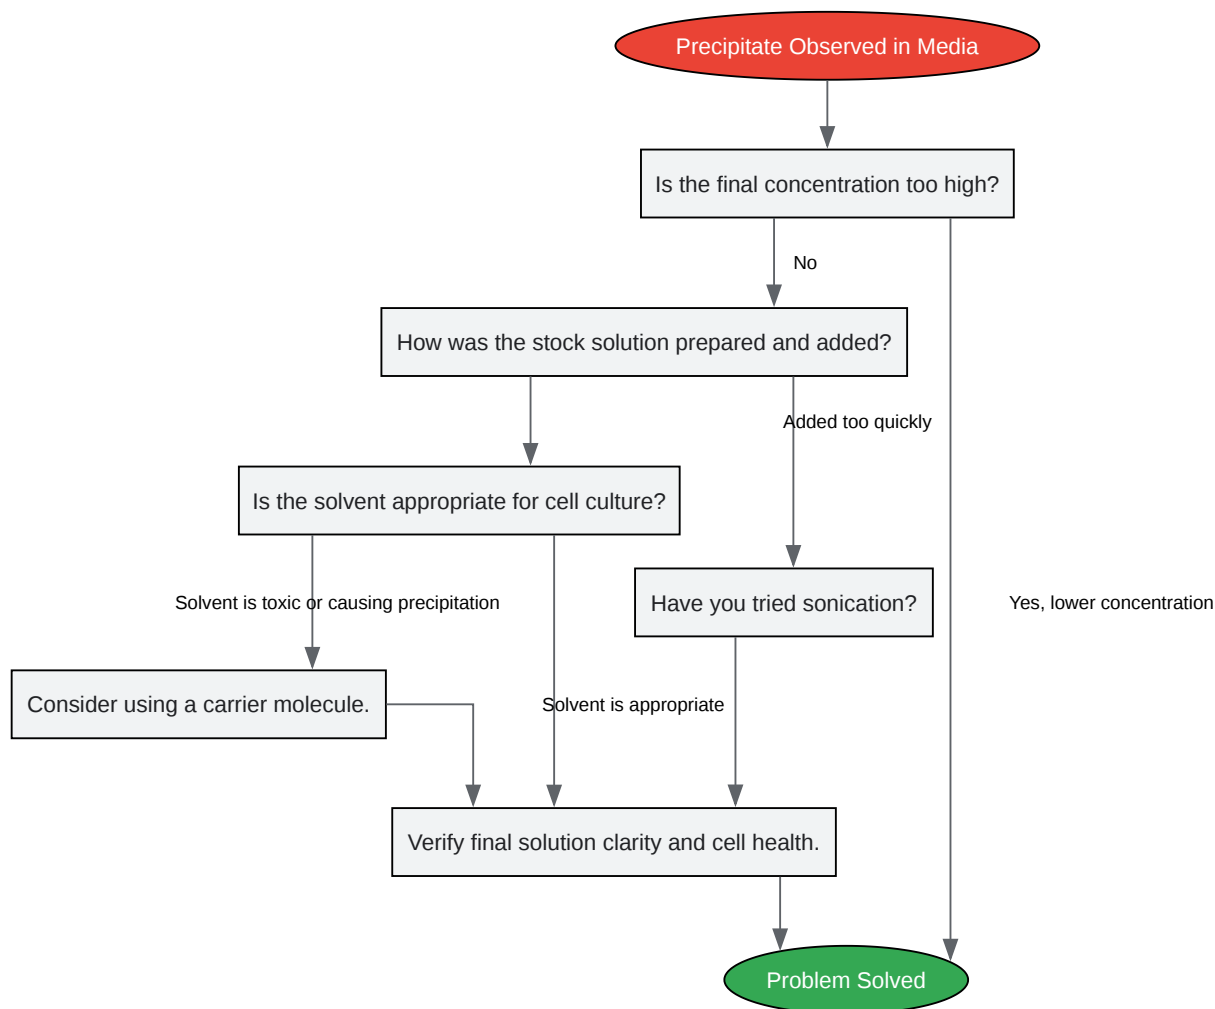 Precipitate Observed in Media
Is the final concentration too high?
No
How was the stock solution prepared and added?
Added too quickly
Is the solvent appropriate for cell culture?
Solvent is toxic or causing precipitation
Have you tried sonication?
Yes, lower concentration
Consider using a carrier molecule.
Solvent is appropriate
Verify final solution clarity and cell health.
Problem Solved